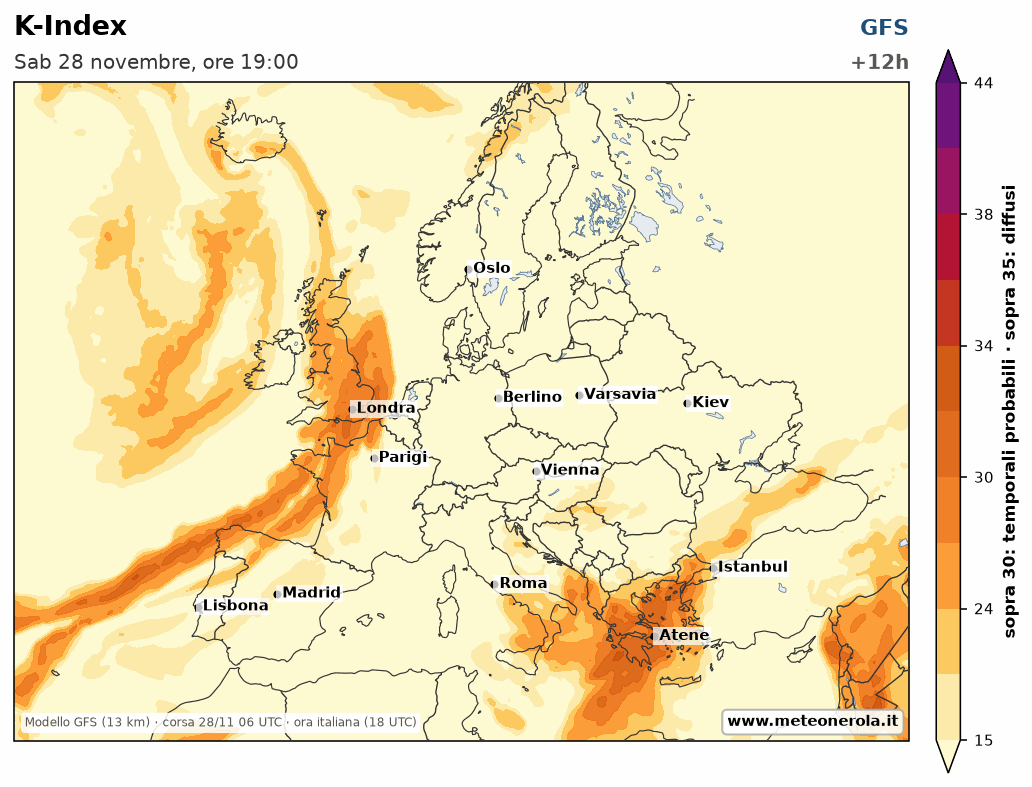 K-Index
GFS
Sab 28 novembre, ore 19:00
+12h
44
38
34
30
24
15
sopra 30: temporali probabili · sopra 35: diffusi
Oslo
Berlino
Varsavia
Kiev
Londra
Parigi
Vienna
Istanbul
Roma
Madrid
Lisbona
Atene
Modello GFS (13 km) · corsa 28/11 06 UTC · ora italiana (18 UTC)
www.meteonerola.it